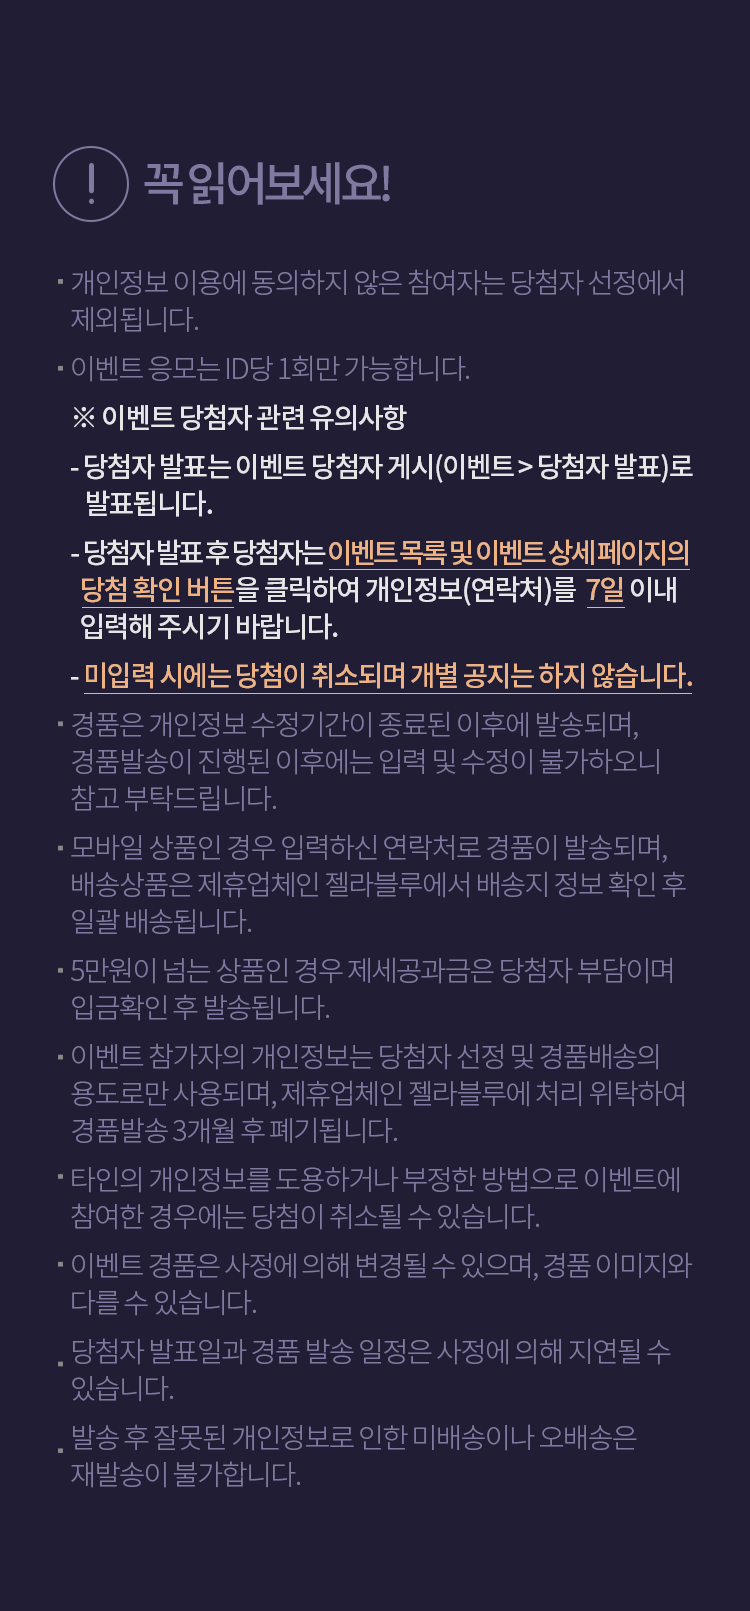 꼭 읽어보세요!
개인정보 이용에 동의하지 않은 참여자는 당첨자 선정에서
제외됩니다.
이벤트 응모는 ID당 1회만 가능합니다.
※ 이벤트 당첨자 관련 유의사항
- 당첨자 발표는 이벤트 당첨자 게시(이벤트 > 당첨자 발표)로
발표됩니다.
- 당첨자 발표 후 당첨자는 이벤트 목록 및 이벤트 상세 페이지의
당첨 확인 버튼을 클릭하여 개인정보(연락처)를 7일 이내
입력해 주시기 바랍니다.
- 미입력 시에는 당첨이 취소되며 개별 공지는 하지 않습니다.
경품은 개인정보 수정기간이 종료된 이후에 발송되며,
경품발송이 진행된 이후에는 입력 및 수정이 불가하오니
참고 부탁드립니다.
모바일 상품인 경우 입력하신 연락처로 경품이 발송되며,
배송상품은 제휴업체인 젤라블루에서 배송지 정보 확인 후
일괄 배송됩니다.
5만원이 넘는 상품인 경우 제세공과금은 당첨자 부담이며
입금확인 후 발송됩니다.
이벤트 참가자의 개인정보는 당첨자 선정 및 경품배송의
용도로만 사용되며, 제휴업체인 젤라블루에 처리 위탁하여
경품발송 3개월 후 폐기됩니다.
타인의 개인정보를 도용하거나 부정한 방법으로 이벤트에
참여한 경우에는 당첨이 취소될 수 있습니다.
이벤트 경품은 사정에 의해 변경될 수 있으며, 경품 이미지와
다를 수 있습니다.
당첨자 발표일과 경품 발송 일정은 사정에 의해 지연될 수
있습니다.
발송 후 잘못된 개인정보로 인한 미배송이나 오배송은
재발송이 불가합니다.